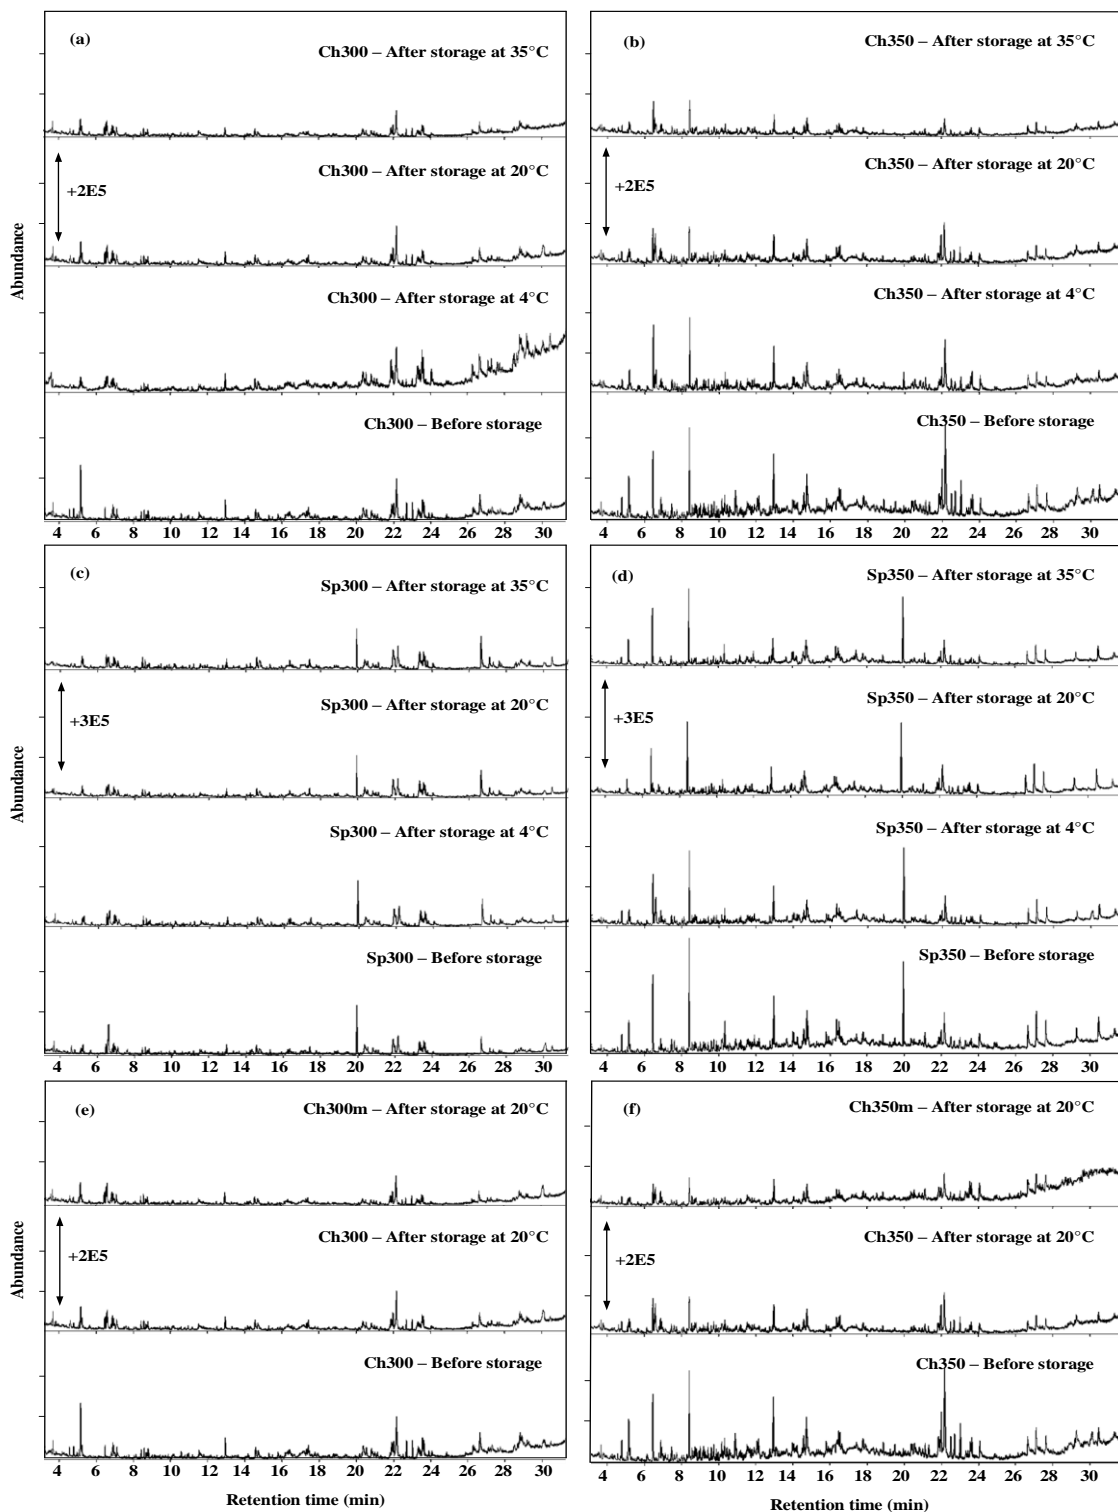 (a)
Ch300 – After storage at 35°C
(b)
Ch350 – After storage at 35°C
Ch300 – After storage at 20°C
+2E5
Ch350 – After storage at 20°C
+2E5
Abundance
Ch300 – After storage at 4°C
Ch350 – After storage at 4°C
Ch300 – Before storage
Ch350 – Before storage
4 6 8 10 12 14 16 18 20 22 24 26 28 30
4 6 8 10 12 14 16 18 20 22 24 26 28 30
(c)
Sp300 – After storage at 35°C
(d)
Sp350 – After storage at 35°C
Sp300 – After storage at 20°C
+3E5
Sp350 – After storage at 20°C
+3E5
Abundance
Sp300 – After storage at 4°C
Sp350 – After storage at 4°C
Sp300 – Before storage
Sp350 – Before storage
4 6 8 10 12 14 16 18 20 22 24 26 28 30
4 6 8 10 12 14 16 18 20 22 24 26 28 30
(e)
Ch300m – After storage at 20°C
(f)
Ch350m – After storage at 20°C
Ch300 – After storage at 20°C
+2E5
Ch350 – After storage at 20°C
+2E5
Abundance
Ch300 – Before storage
Ch350 – Before storage
4 6 8 10 12 14 16 18 20 22 24 26 28 30
4 6 8 10 12 14 16 18 20 22 24 26 28 30
Retention time (min)
Retention time (min)